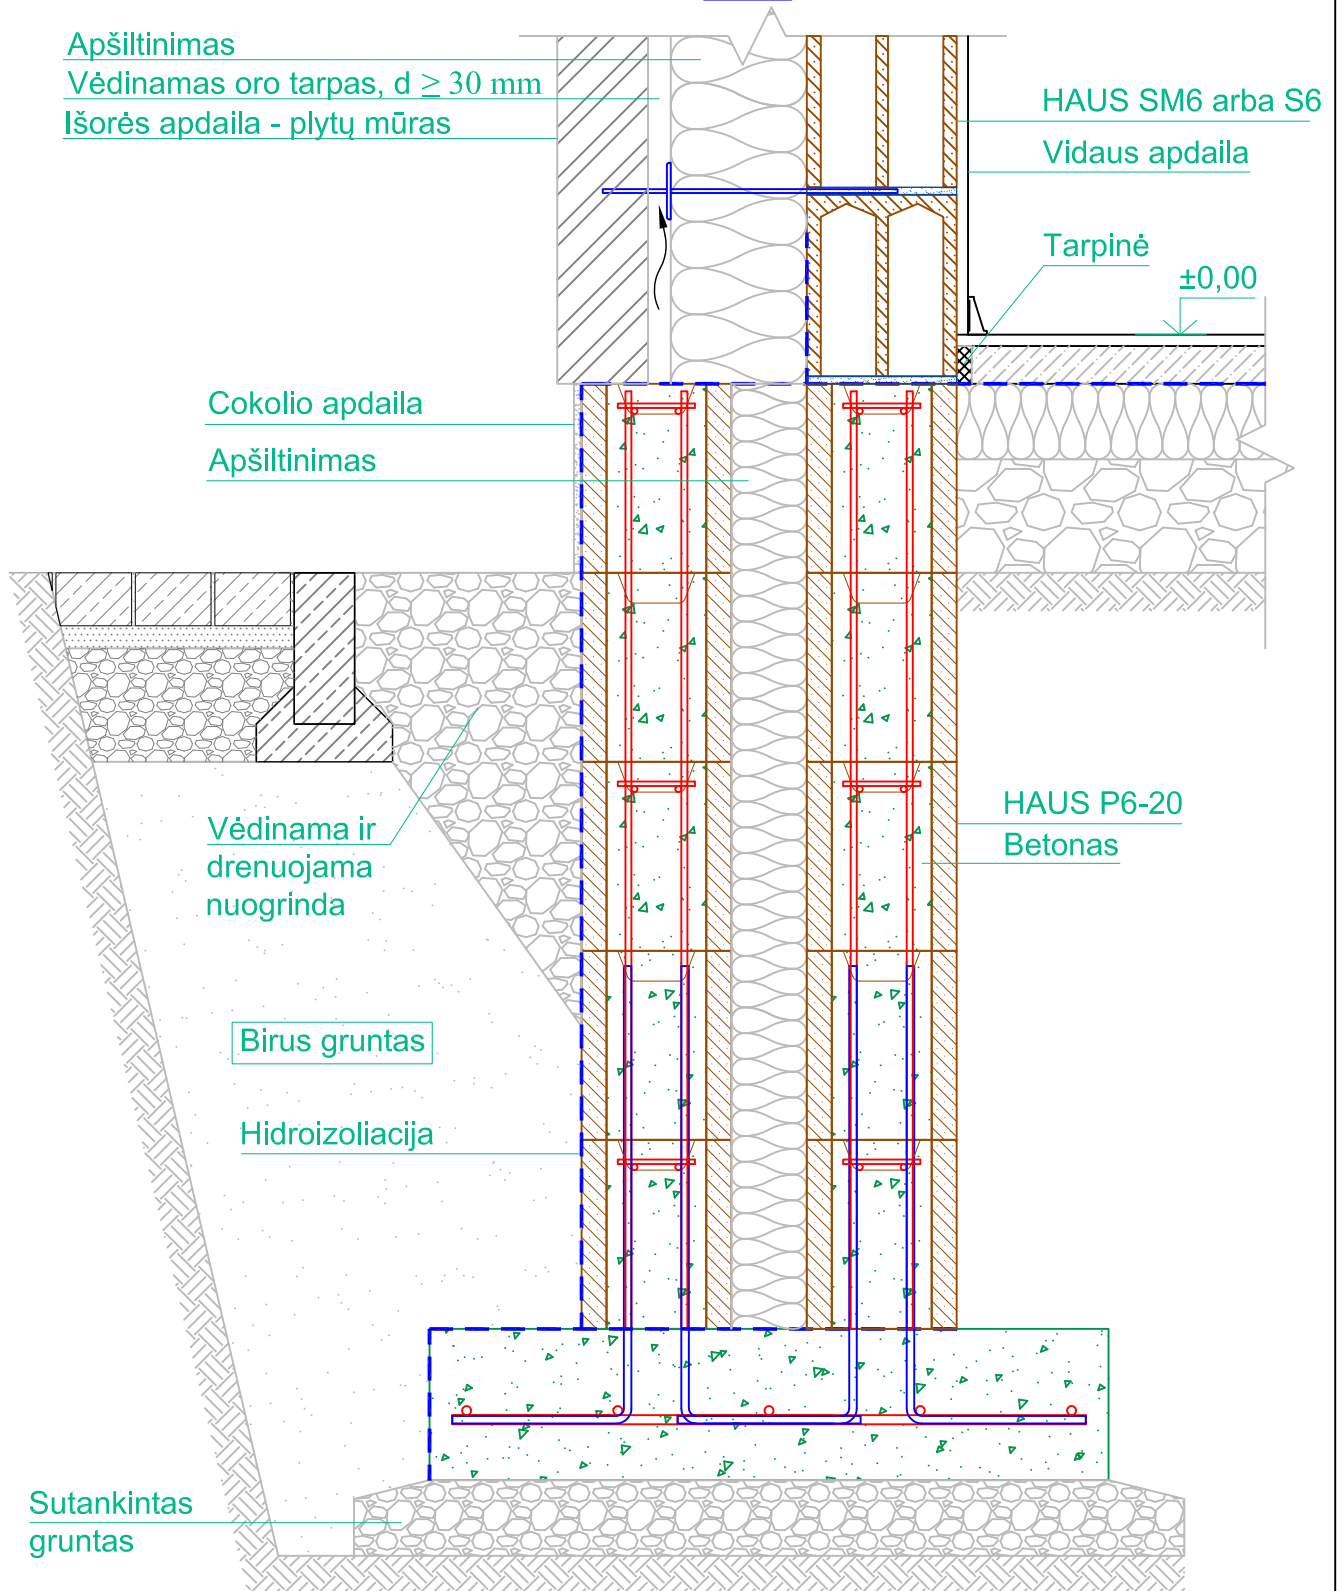 Apšiltinimas
Vėdinamas oro tarpas, d ≥ 30 mm
Išorės apdaila - plytų mūras
HAUS SM6 arba S6
Vidaus apdaila
Tarpinė
±0,00
Cokolio apdaila
Apšiltinimas
HAUS P6-20
Betonas
Vėdinama ir
drenuojama
nuogrinda
Birus gruntas
Hidroizoliacija
Sutankintas
gruntas